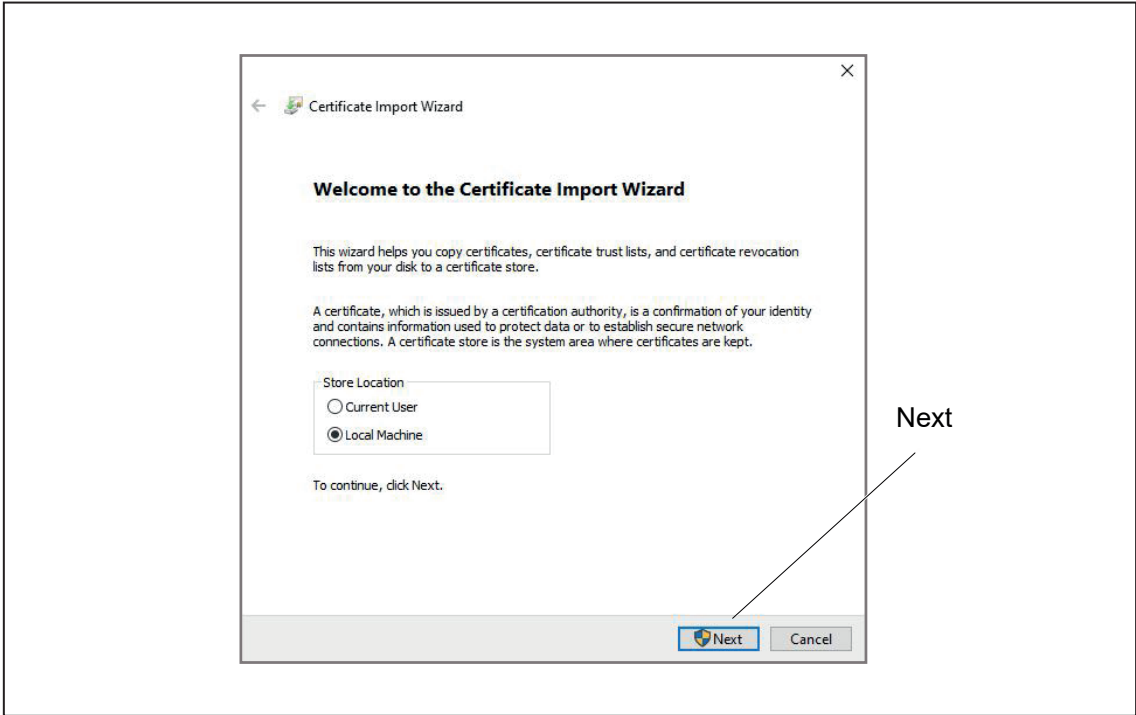 Certificate Import Wizard
Welcome to the Certificate Import Wizard
This wizard helps you copy certificates, certificate trust lists, and certificate revocation
lists from your disk to a certificate store.
A certificate, which is issued by a certification authority, is a confirmation of your identity
and contains information used to protect data or to establish secure network
connections. A certificate store is the system area where certificates are kept.
Store Location
Current User
Local Machine
Next
To continue, click Next.
Next Cancel